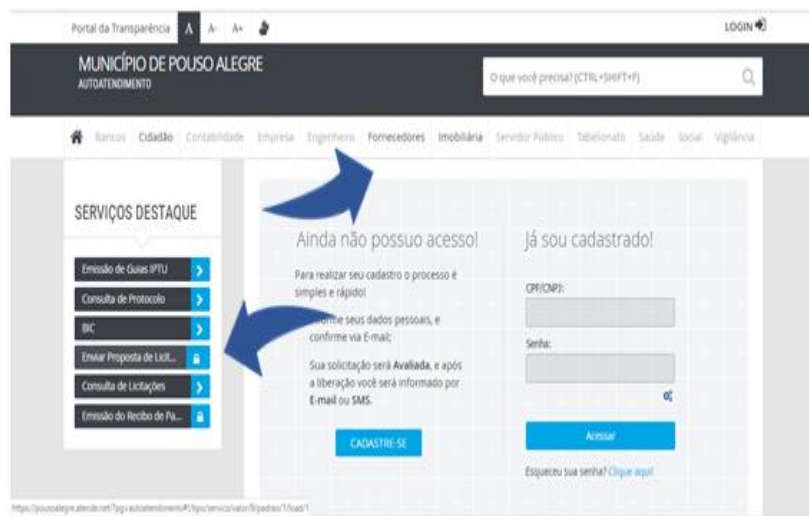 Portal da Transparência A A- A+
LOGIN
MUNICÍPIO DE POUSO ALEGRE
AUTOATENDIMENTO
O que você precisa? (CTRL+SHIFT+F)
Bancos Cidadão Contabilidade Empresa Engenheiro Fornecedores Imobiliária Servidor Público Tabelionato Saúde Social Vigilância
SERVIÇOS DESTAQUE
Emissão de Guias IPTU
Consulta de Protocolo
BIC
Enviar Proposta de Licit...
Consulta de Licitações
Emissão do Recibo de Pa...
Ainda não possuo acesso!
Para realizar seu cadastro o processo é
simples e rápido!
seus dados pessoais, e
confirme via E-mail;
Sua solicitação será Avaliada, e após
a liberação você será informado por
E-mail ou SMS.
CADASTRE-SE
Já sou cadastrado!
CPF/CNPJ:
Senha:
Acessar
Esqueceu sua senha? Clique aqui!